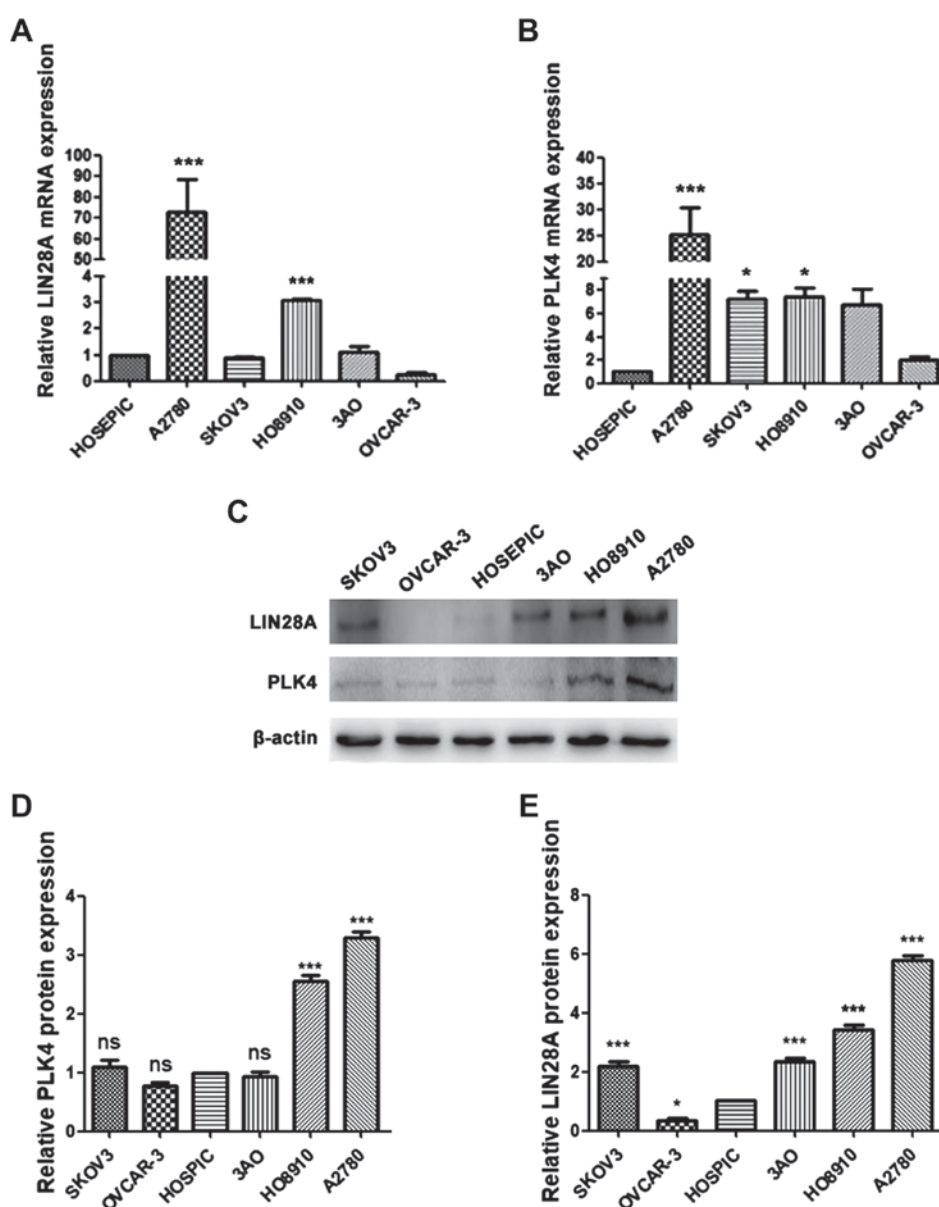 A
Relative LIN28A mRNA expression
100
90
80
70
60
50
4
3
2
1
0
***
***
HOSEPIC
A2780
SKOV3
HO8910
3AO
OVCAR-3
B
Relative PLK4 mRNA expression
40
35
30
25
20
15
10
8
6
4
2
0
***
*
*
HOSEPIC
A2780
SKOV3
HO8910
3AO
OVCAR-3
C
SKOV3
OVCAR-3
HOSEPIC
3AO
HO8910
A2780
LIN28A
PLK4
β-actin
D
Relative PLK4 protein expression
4
3
2
1
0
ns
ns
ns
***
***
SKOV3
OVCAR-3
HOSPIC
3AO
HO8910
A2780
E
Relative LIN28A protein expression
8
6
4
2
0
***
*
***
***
***
SKOV3
OVCAR-3
HOSPIC
3AO
HO8910
A2780